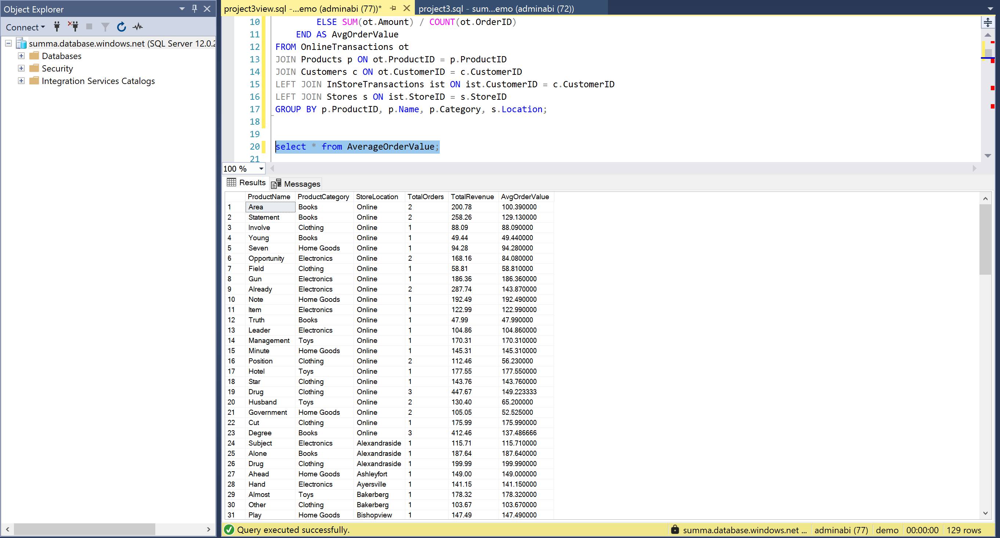 Object Explorer
Connect
summa.database.windows.net (SQL Server 12.0.2
Databases
Security
Integration Services Catalogs
project3view.sql -...emo (adminabi (77))* project3.sql - sum...emo (adminabi (72))
10 ELSE SUM(ot.Amount) / COUNT(ot.OrderID)
11 END AS AvgOrderValue
12 FROM OnlineTransactions ot
13 JOIN Products p ON ot.ProductID = p.ProductID
14 JOIN Customers c ON ot.CustomerID = c.CustomerID
15 LEFT JOIN InStoreTransactions ist ON ist.CustomerID = c.CustomerID
16 LEFT JOIN Stores s ON ist.StoreID = s.StoreID
17 GROUP BY p.ProductID, p.Name, p.Category, s.Location;
18
19
20 select * from AverageOrderValue;
21
100 %
Results Messages
ProductName ProductCategory StoreLocation TotalOrders TotalRevenue AvgOrderValue
1 Area Books Online 2 200.78 100.390000
2 Statement Books Online 2 258.26 129.130000
3 Involve Clothing Online 1 88.09 88.090000
4 Young Books Online 1 49.44 49.440000
5 Seven Home Goods Online 1 94.28 94.280000
6 Opportunity Electronics Online 2 168.16 84.080000
7 Field Clothing Online 1 58.81 58.810000
8 Gun Electronics Online 1 186.36 186.360000
9 Already Electronics Online 2 287.74 143.870000
10 Note Home Goods Online 1 192.49 192.490000
11 Item Electronics Online 1 122.99 122.990000
12 Truth Books Online 1 47.99 47.990000
13 Leader Electronics Online 1 104.86 104.860000
14 Management Toys Online 1 170.31 170.310000
15 Minute Home Goods Online 1 145.31 145.310000
16 Position Clothing Online 2 112.46 56.230000
17 Hotel Toys Online 1 177.55 177.550000
18 Star Clothing Online 1 143.76 143.760000
19 Drug Clothing Online 3 447.67 149.223333
20 Husband Toys Online 2 130.40 65.200000
21 Government Home Goods Online 2 105.05 52.525000
22 Cut Clothing Online 1 175.99 175.990000
23 Degree Books Online 3 412.46 137.486666
24 Subject Electronics Alexandraside 1 115.71 115.710000
25 Alone Books Alexandraside 1 187.64 187.640000
26 Drug Clothing Alexandraside 1 199.99 199.990000
27 Ahead Home Goods Ashleyfort 1 149.00 149.000000
28 Hand Electronics Ayersville 1 141.15 141.150000
29 Almost Toys Bakerberg 1 178.32 178.320000
30 Other Clothing Bakerberg 1 103.67 103.670000
31 Play Home Goods Bishopview 1 147.49 147.490000
Query executed successfully. summa.database.windows.net ... adminabi (77) demo 00:00:00 129 rows